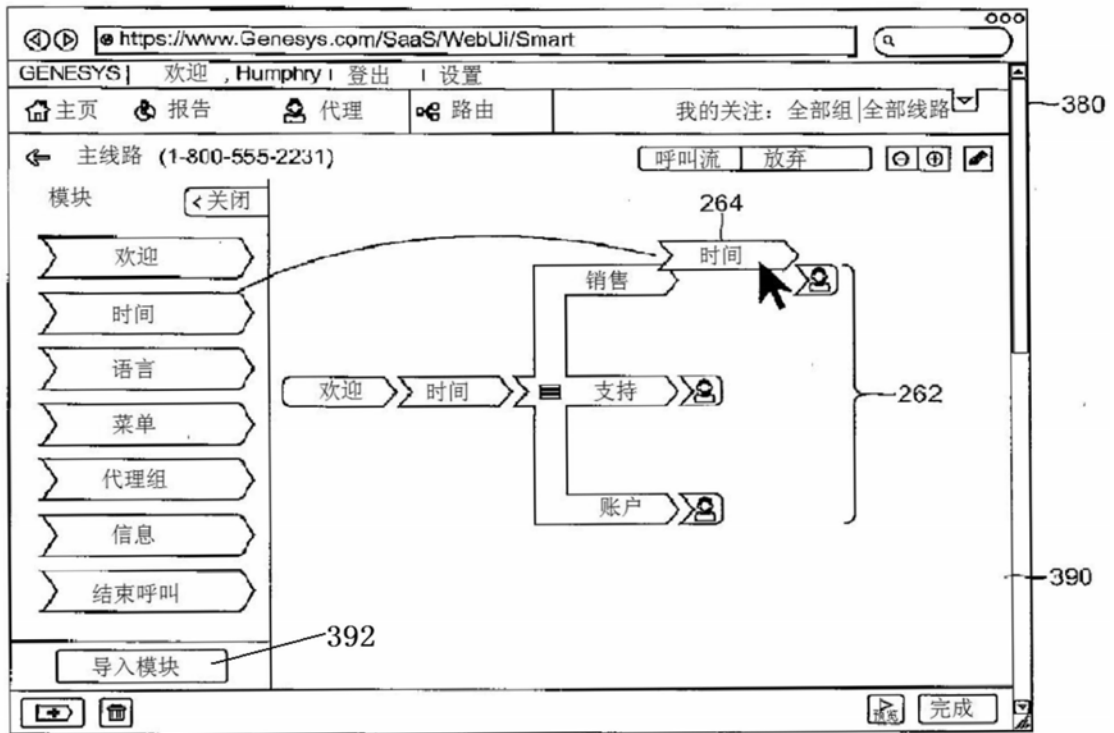 https://www.Genesys.com/SaaS/WebUi/Smart
GENESYS| 欢迎 , Humphry | 登出 | 设置
主页 报告 代理 路由 我的关注: 全部组|全部线路
380
主线路 (1-800-555-2231) 呼叫流 放弃
模块 <关闭
264
欢迎
时间
销售
时间
语言
欢迎 时间 支持
262
菜单
代理组
账户
信息
结束呼叫
390
392
导入模块
预览 完成